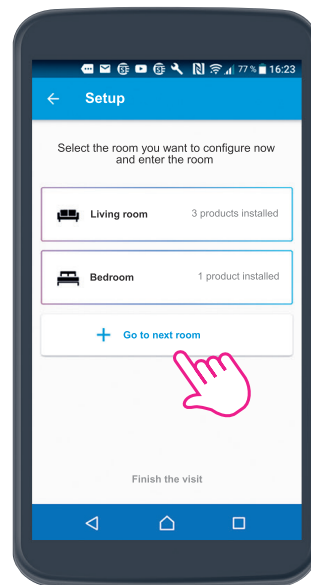 77 % 16:23
Setup
Select the room you want to configure now
and enter the room
Living room 3 products installed
Bedroom 1 product installed
Go to next room
Finish the visit